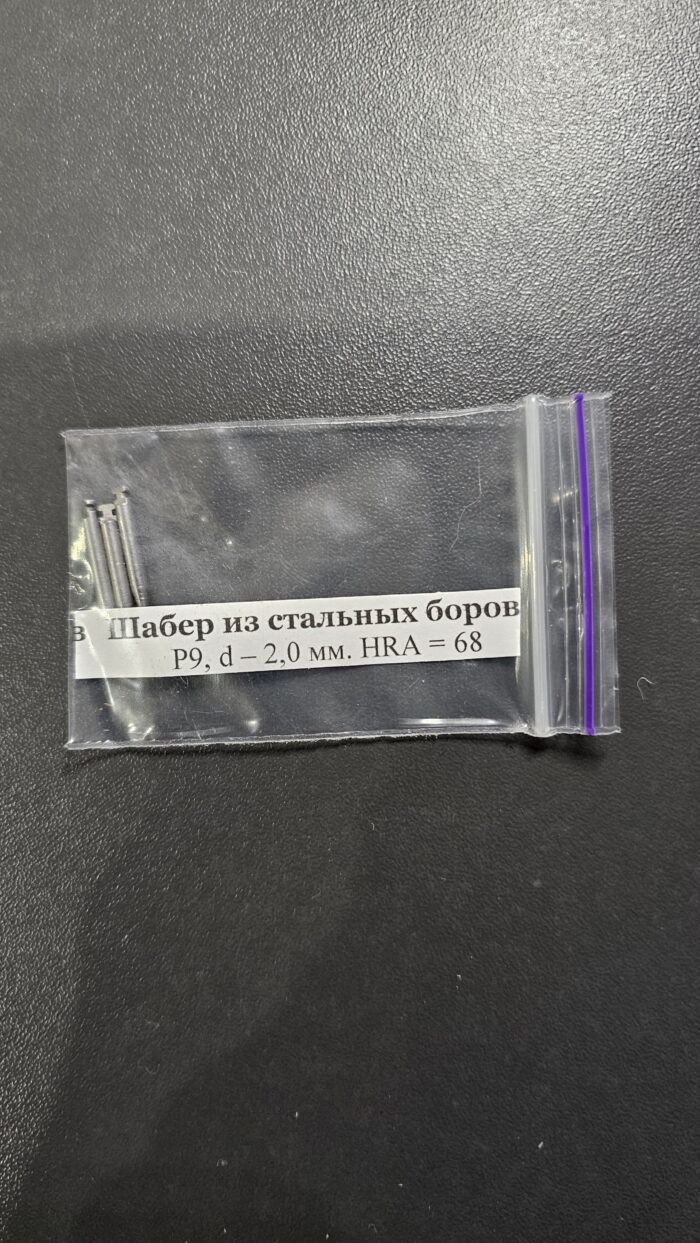 в Шабер из стальных боров
Р9, d – 2,0 мм. HRA = 68